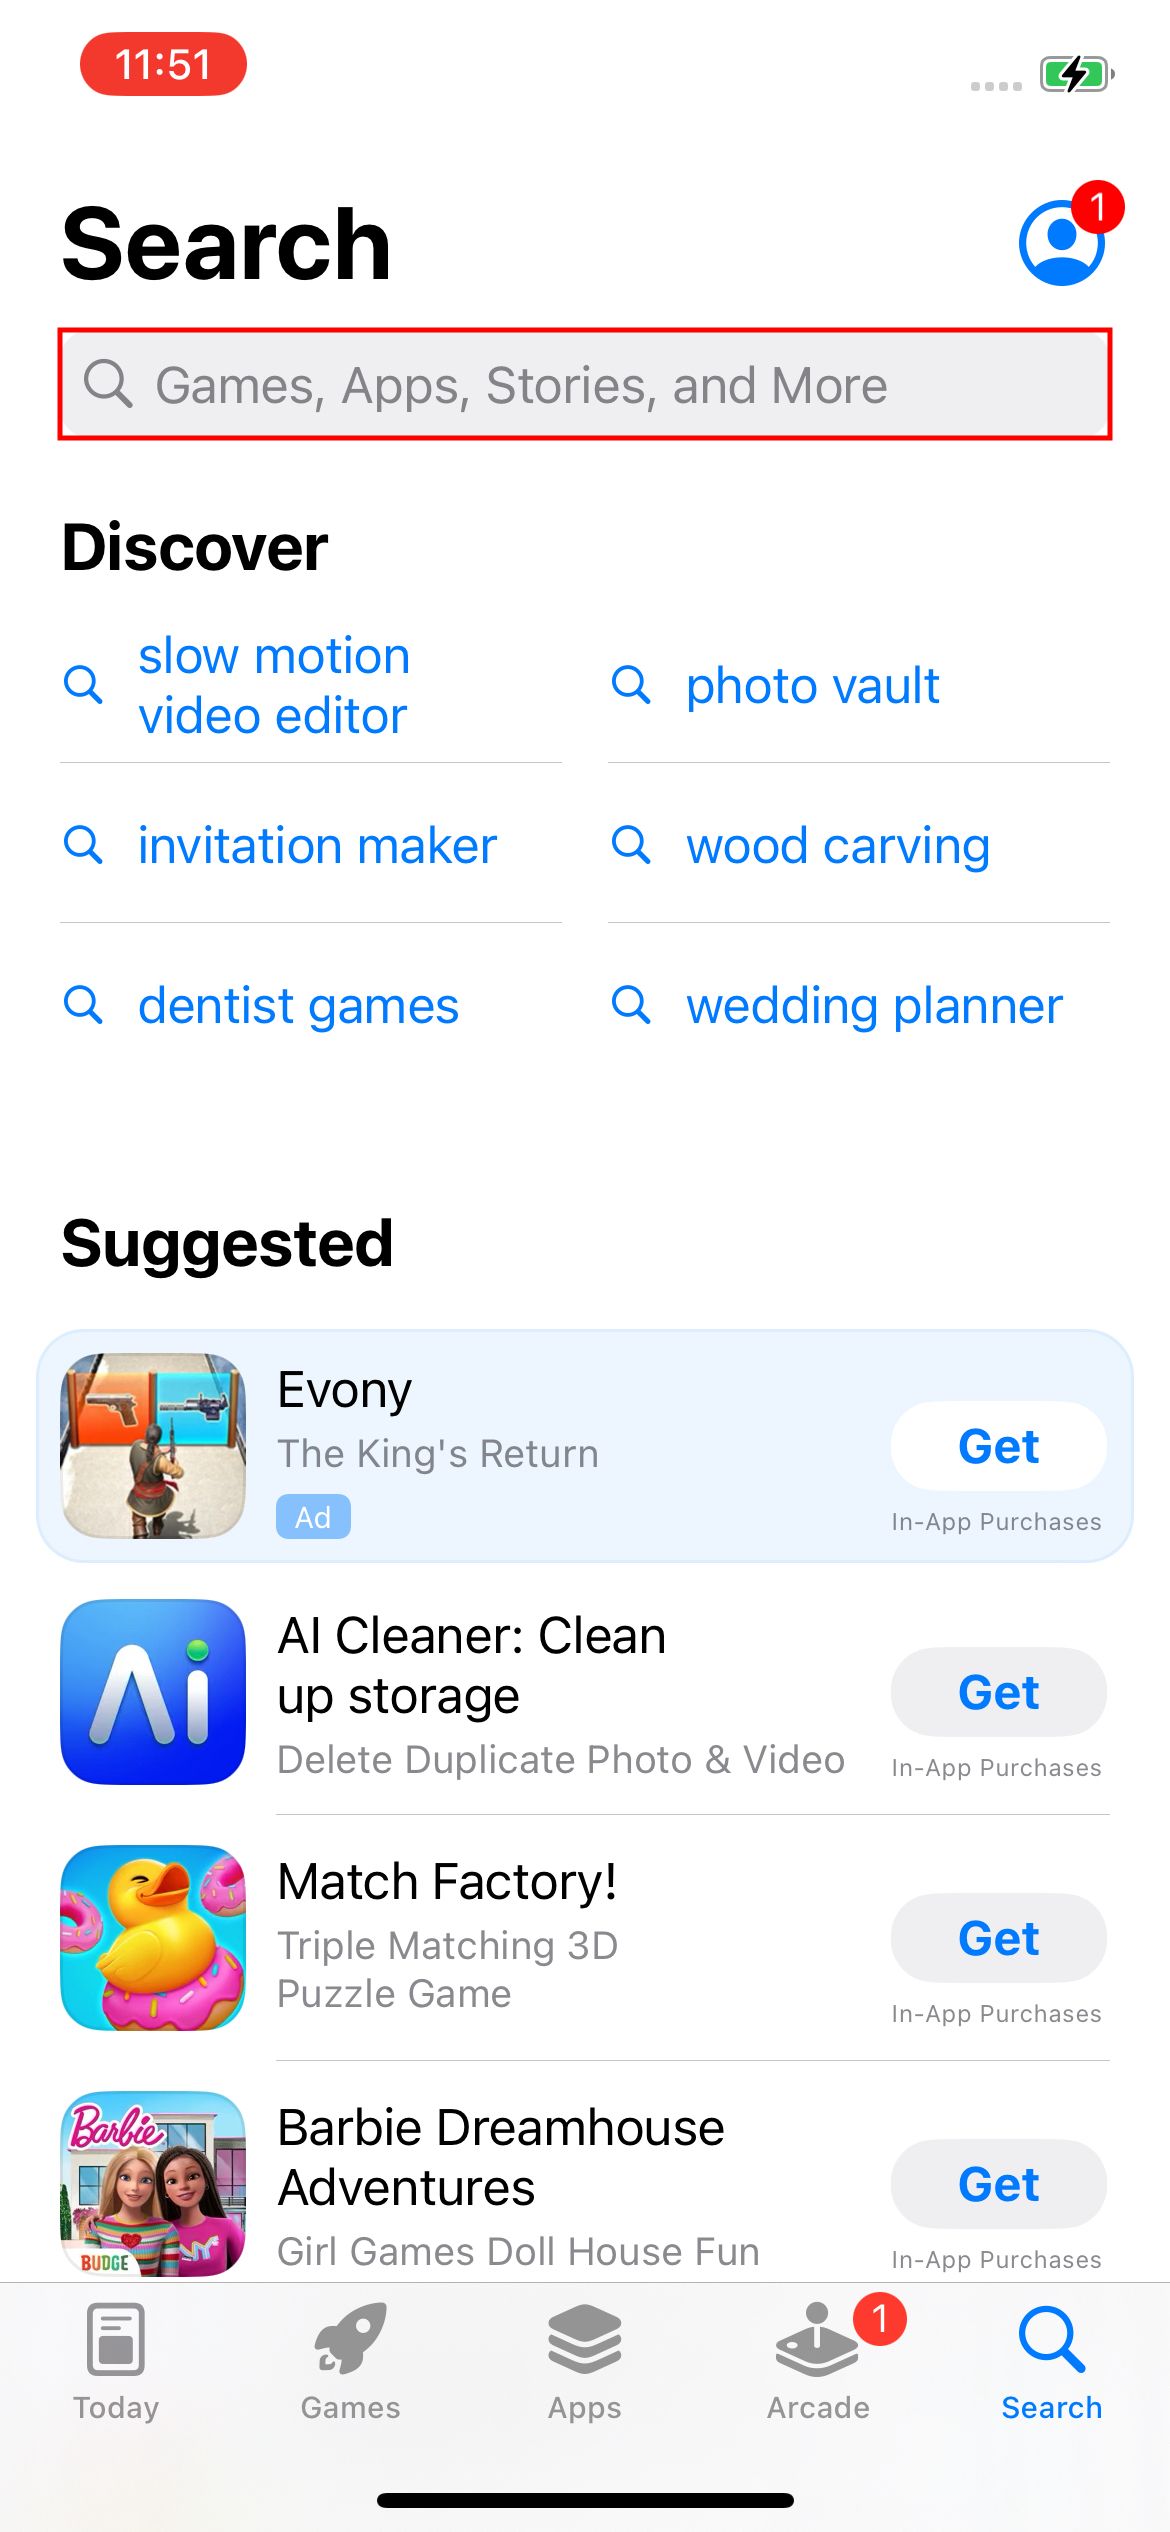 11:51
Search
1
Games, Apps, Stories, and More
Discover
slow motion
video editor
photo vault
invitation maker
wood carving
dentist games
wedding planner
Suggested
Evony
The King's Return
Ad
Get
In-App Purchases
Ai
AI Cleaner: Clean
up storage
Delete Duplicate Photo & Video
Get
In-App Purchases
Match Factory!
Triple Matching 3D
Puzzle Game
Get
In-App Purchases
Barbie
BUDGE
Barbie Dreamhouse
Adventures
Girl Games Doll House Fun
Get
In-App Purchases
Today
Games
Apps
1
Arcade
Search